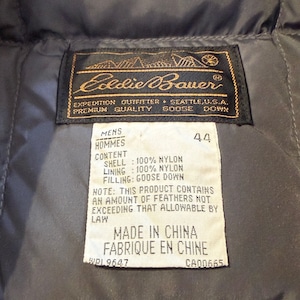 Eddie Bauer®
EXPEDITION OUTFITTER • SEATTLE, U.S.A.
PREMIUM QUALITY GOOSE DOWN
MENS 44
HOMMES
CONTENT
SHELL : 100% NYLON
LINING : 100% NYLON
FILLING: GOOSE DOWN
NOTE: THIS PRODUCT CONTAINS
AN AMOUNT OF FEATHERS NOT
EXCEEDING THAT ALLOWABLE BY
LAW
MADE IN CHINA
FABRIQUE EN CHINE
WPL9647 CA00665